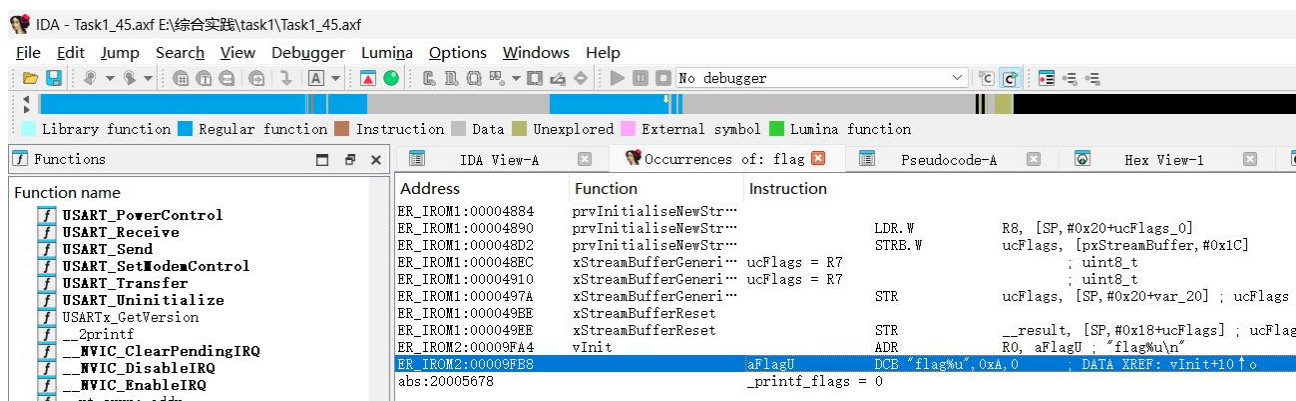 IDA - Task1_45.axf E:\综合实践\task1\Task1_45.axf
File Edit Jump Search View Debugger Lumina Options Windows Help
No debugger
Library function Regular function Instruction Data Unexplored External symbol Lumina function
Functions
IDA View-A Occurrences of: flag Pseudocode-A Hex View-1
Function name
USART_PowerControl
USART_Receive
USART_Send
USART_SetModemControl
USART_Transfer
USART_Uninitialize
USARTx_GetVersion
__2printf
__NVIC_ClearPendingIRQ
__NVIC_DisableIRQ
__NVIC_EnableIRQ
Address Function Instruction
ER_IROM1:00004884 prvInitialiseNewStr…
ER_IROM1:00004890 prvInitialiseNewStr… LDR.W R8, [SP,#0x20+ucFlags_0]
ER_IROM1:000048D2 prvInitialiseNewStr… STRB.W ucFlags, [pxStreamBuffer,#0x1C]
ER_IROM1:000048EC xStreamBufferGeneri… ucFlags = R7 ; uint8_t
ER_IROM1:00004910 xStreamBufferGeneri… ucFlags = R7 ; uint8_t
ER_IROM1:0000497A xStreamBufferGeneri… STR ucFlags, [SP,#0x20+var_20] ; ucFlags
ER_IROM1:000049BE xStreamBufferReset
ER_IROM1:000049EE xStreamBufferReset STR __result, [SP,#0x18+ucFlags] ; ucFlag
ER_IROM2:00009FA4 vInit ADR R0, aFlagU ; "flag%u\n"
ER_IROM2:00009FB8 aFlagU DCB "flag%u",0xA,0 ; DATA XREF: vInit+10↑o
abs:20005678 _printf_flags = 0